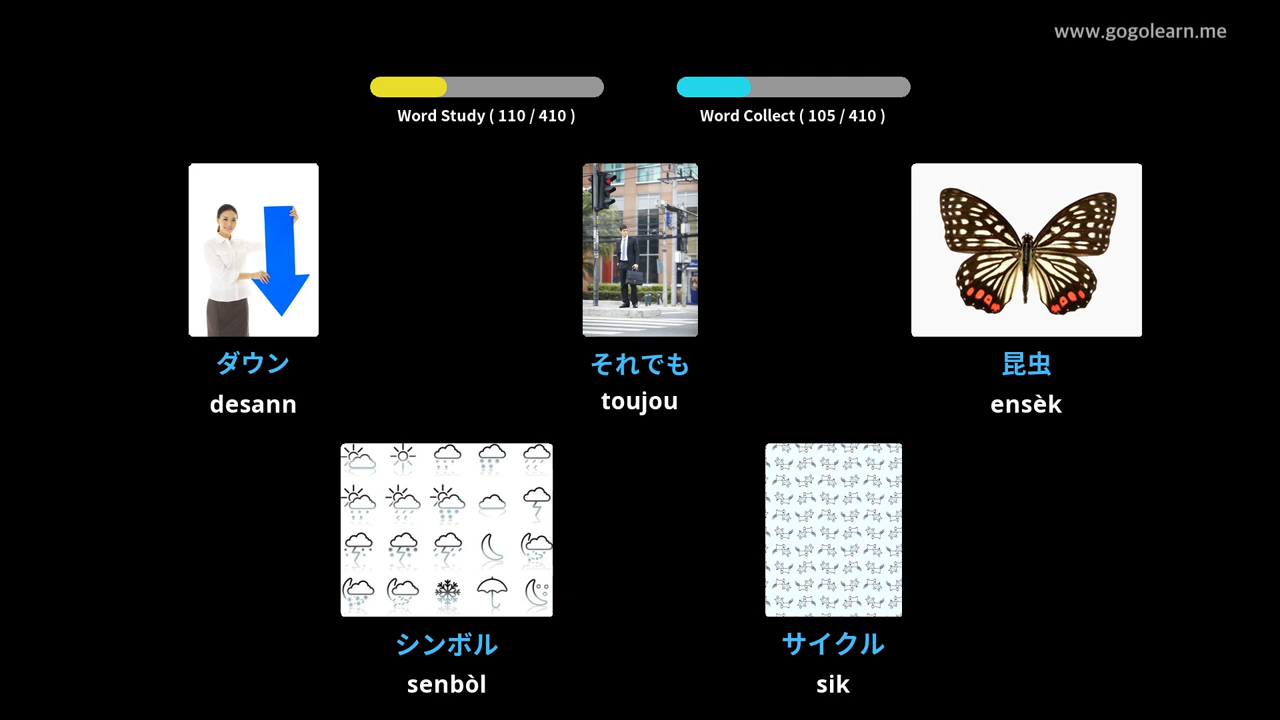 www.gogolearn.me
Word Study ( 110 / 410 )
Word Collect ( 105 / 410 )
ダウン
desann
それでも
toujou
昆虫
ensèk
シンボル
senbòl
サイクル
sik